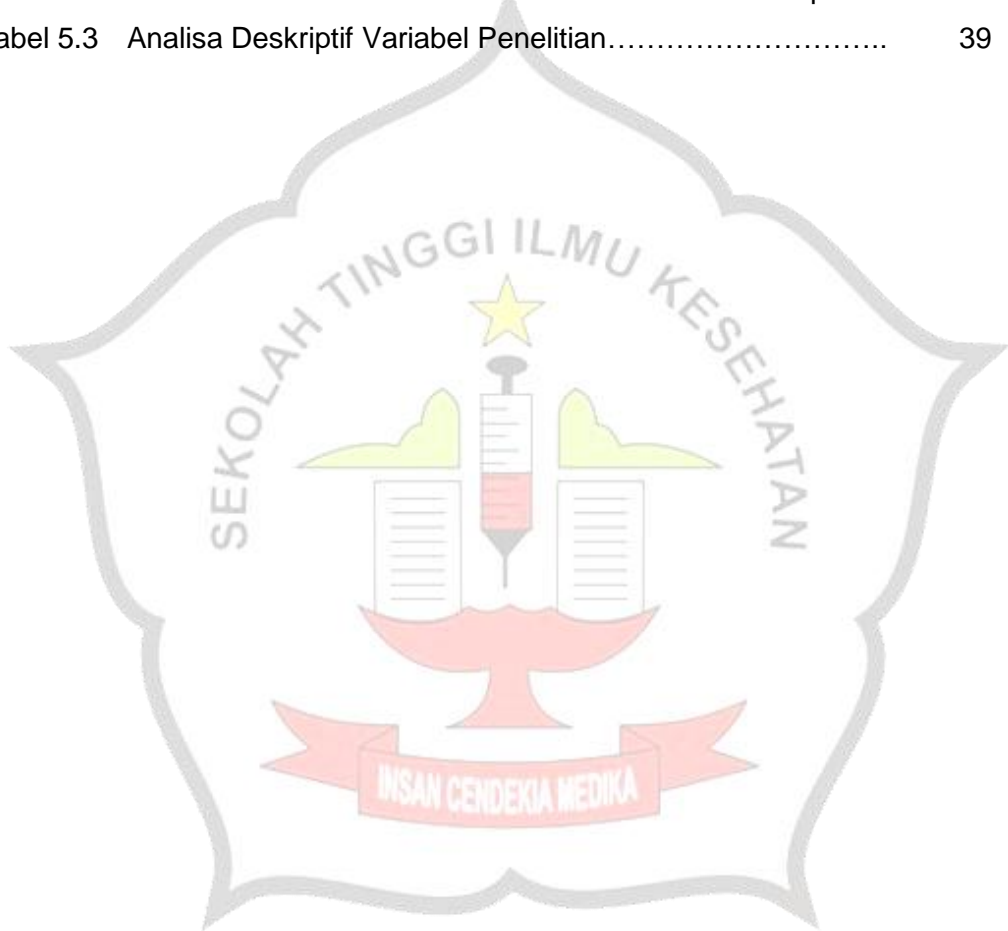 abel 5.3 Analisa Deskriptif Variabel Penelitian……………………….. 39
SEKOLAH TINGGI ILMU KESEHATAN
INSAN CENDEKIA MEDIKA